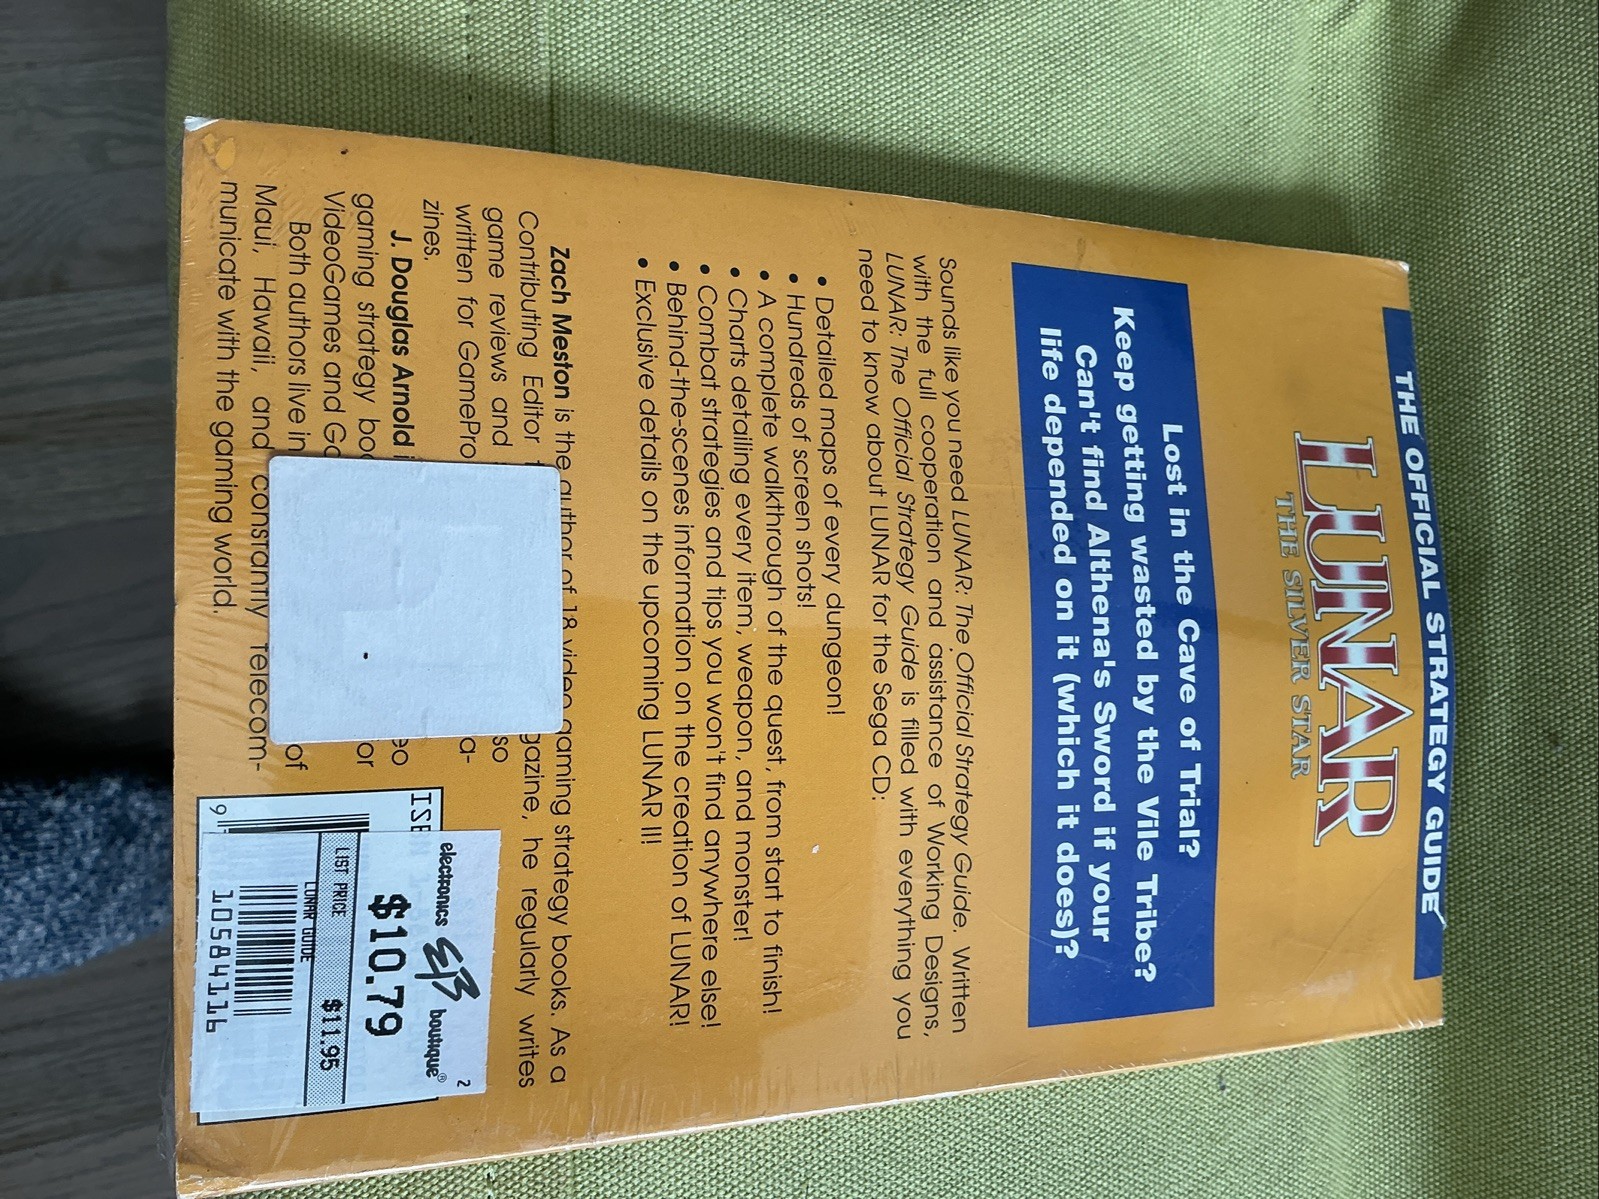 THE OFFICIAL STRATEGY GUIDE
LUNAR
THE SILVER STAR
Lost in the Cave of Trial?
Keep getting wasted by the Vile Tribe?
Can't find Althena's Sword if your
life depended on it (which it does)?
Sounds like you need LUNAR: The Official Strategy Guide. Written
with the full cooperation and assistance of Working Designs,
LUNAR: The Official Strategy Guide is filled with everything you
need to know about LUNAR for the Sega CD:
• Detailed maps of every dungeon!
• Hundreds of screen shots!
• A complete walkthrough of the quest, from start to finish!
• Charts detailing every item, weapon, and monster!
• Combat strategies and tips you won't find anywhere else!
• Behind-the-scenes information on the creation of LUNAR!
• Exclusive details on the upcoming LUNAR II!
Zach Meston is the author of 18 video gaming strategy books. As a
Contributing Editor gazine, he regularly writes
game reviews and so
written for GamePro a-
zines.
J. Douglas Arnold eo
gaming strategy or
VideoGames and
Both authors live in of
Maui, Hawaii, and constantly telecom-
municate with the gaming world.
electronics EB boutique® 2
$10.79
LIST PRICE $11.95
LUNAR GUIDE
10584116
9